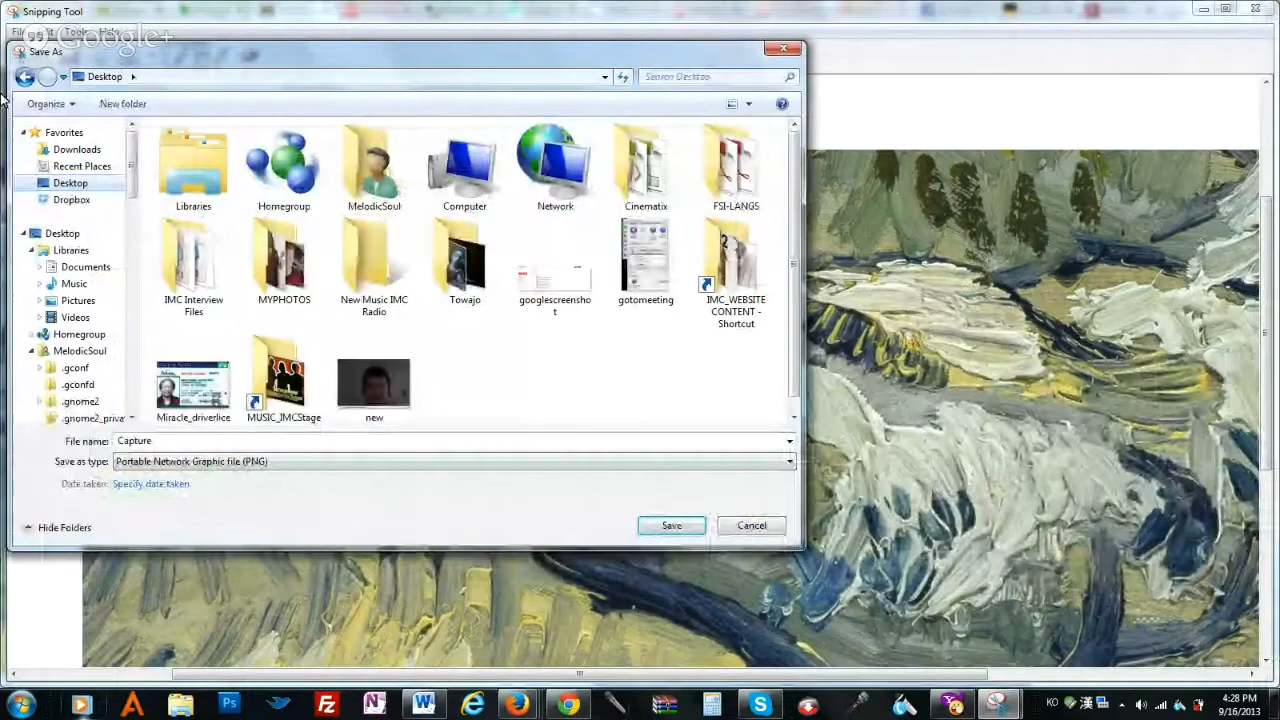 Snipping Tool
Google+
Save As
Desktop
Search Desktop
Organize
New folder
Favorites
Downloads
Recent Places
Desktop
Dropbox
Desktop
Libraries
Documents
Music
Pictures
Videos
Homegroup
MelodicSoul
.gconf
.gconfd
.gnome2
.gnome2_priva
Libraries
Homegroup
MelodicSoul
Computer
Network
Cinematix
FSI-LANGS
IMC Interview
Files
MYPHOTOS
New Music IMC
Radio
Towajo
googlescreensho
t
gotomeeting
IMC_WEBSITE
CONTENT -
Shortcut
Miracle_driverlice
MUSIC_IMCStage
new
File name: Capture
Save as type: Portable Network Graphic file (PNG)
Date taken: Specify date taken
Hide Folders
Save
Cancel
KO
4:28 PM
9/16/2013